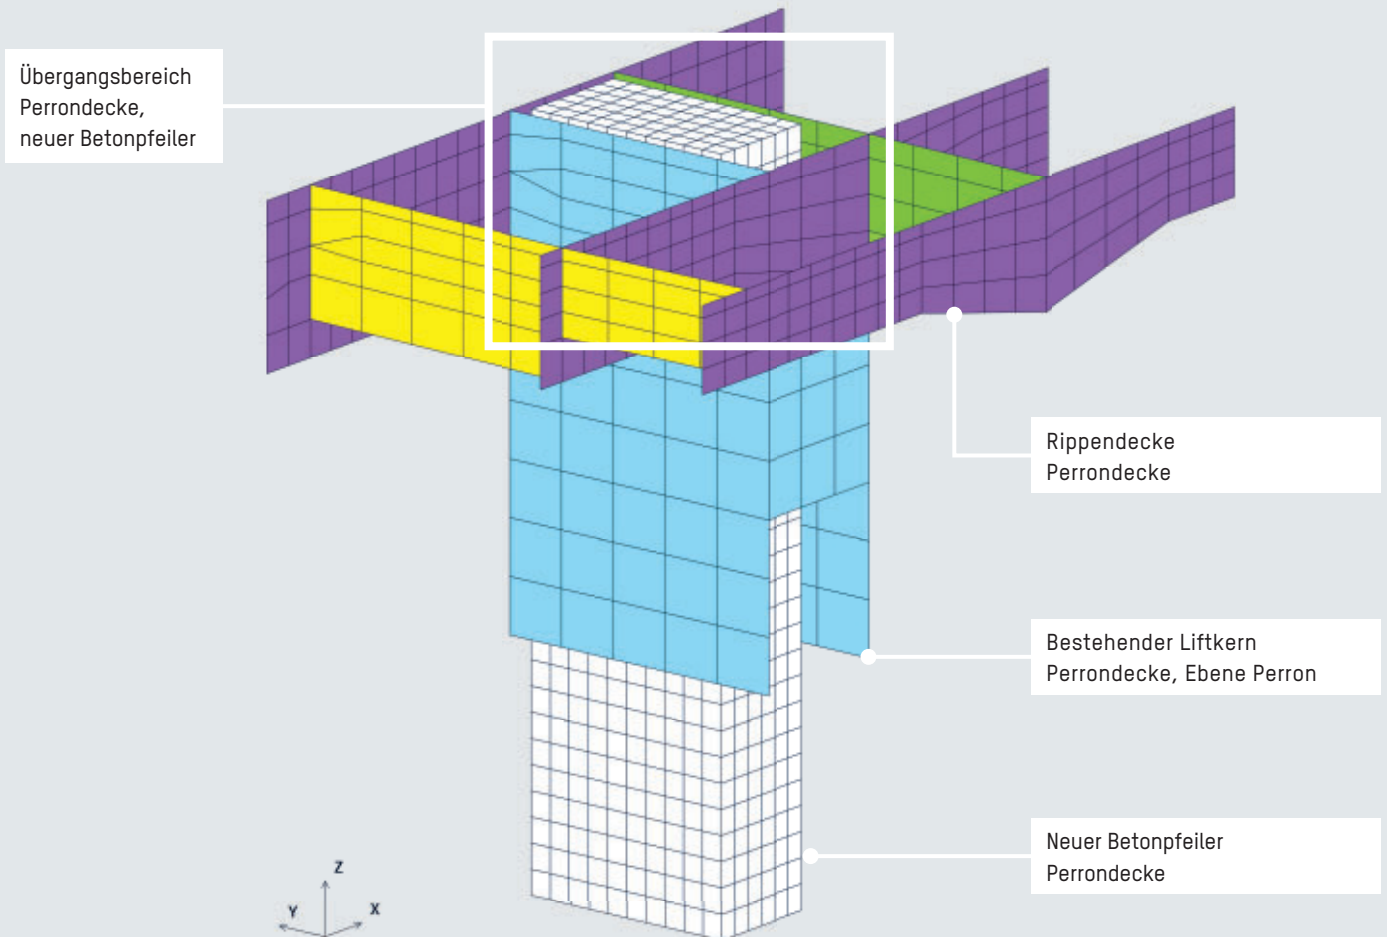 Übergangsbereich
Perrondecke,
neuer Betonpfeiler
Rippendecke
Perrondecke
Bestehender Liftkern
Perrondecke, Ebene Perron
Neuer Betonpfeiler
Perrondecke
Z
Y
X